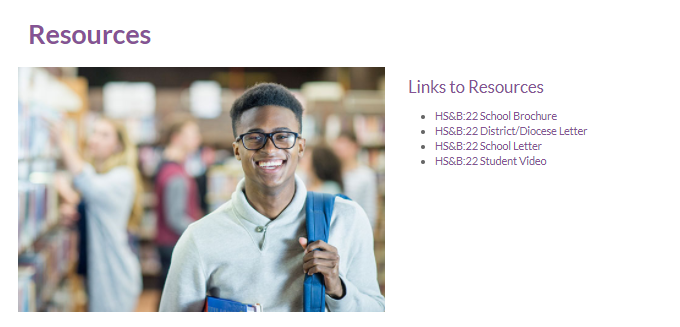 Resources
Links to Resources
HS&B:22 School Brochure
HS&B:22 District/Diocese Letter
HS&B:22 School Letter
HS&B:22 Student Video